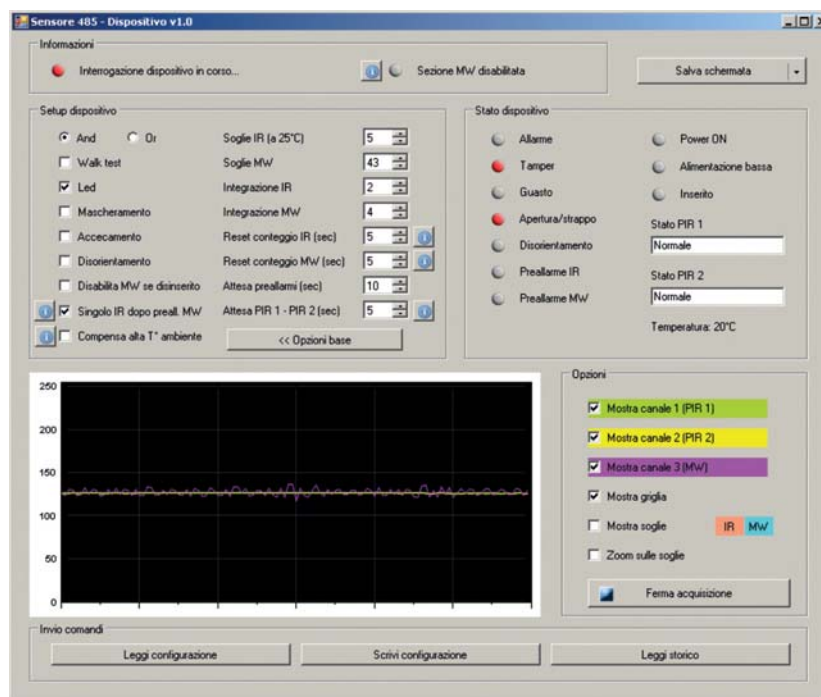 Sensore 485 - Dispositivo v1.0
Informazioni
Interrogazione dispositivo in corso...
Sezione MW disabilitata
Salva schermata
Setup dispositivo
And
Or
Soglie IR (a 25°C)
5
Walk test
Soglie MW
43
Led
Integrazione IR
2
Mascheramento
Integrazione MW
4
Accecamento
Reset conteggio IR (sec)
5
Disorientamento
Reset conteggio MW (sec)
5
Disabilita MW se disinserito
Attesa preallarmi (sec)
10
Singolo IR dopo preall. MW
Attesa PIR 1 - PIR 2 (sec)
5
Compensa alta T° ambiente
<< Opzioni base
Stato dispositivo
Allarme
Power ON
Tamper
Alimentazione bassa
Guasto
Inserito
Apertura/strappo
Stato PIR 1
Disorientamento
Normale
Preallarme IR
Stato PIR 2
Preallarme MW
Normale
Temperatura: 20°C
250
200
150
100
50
0
Opzioni
Mostra canale 1 (PIR 1)
Mostra canale 2 (PIR 2)
Mostra canale 3 (MW)
Mostra griglia
Mostra soglie
IR
MW
Zoom sulle soglie
Ferma acquisizione
Invio comandi
Leggi configurazione
Scrivi configurazione
Leggi storico